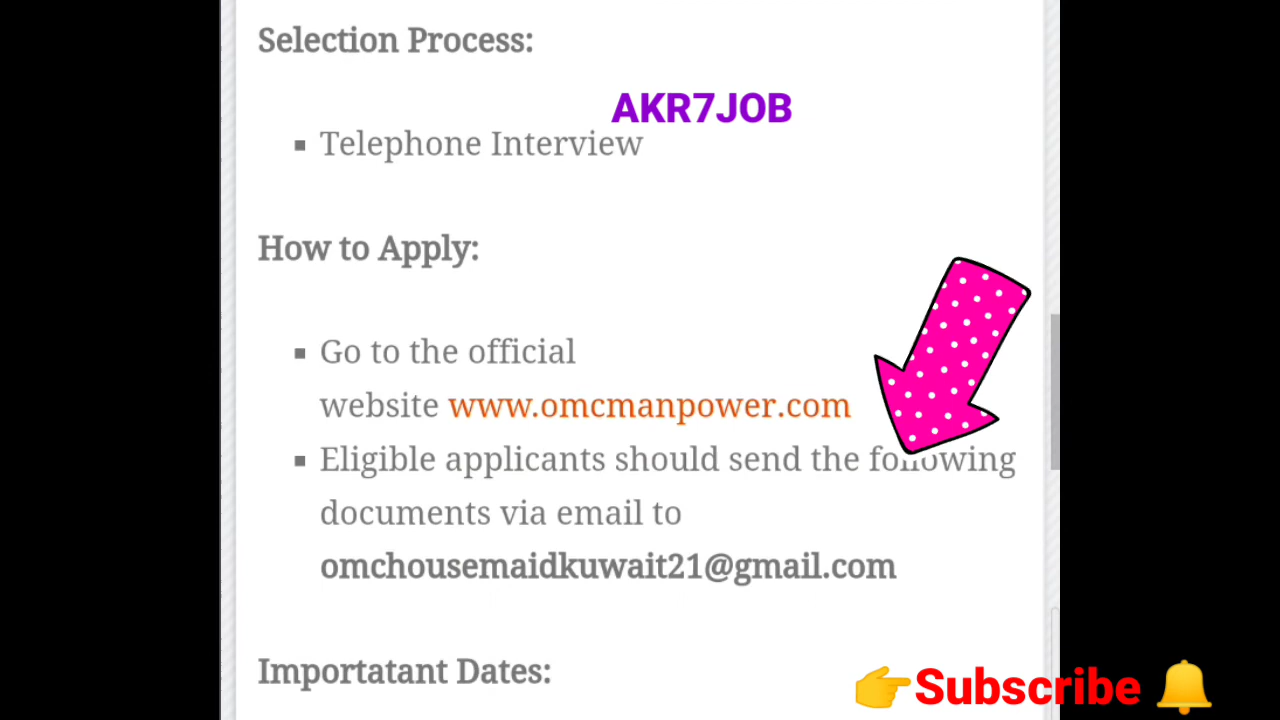 Selection Process:
AKR7JOB
▪ Telephone Interview
How to Apply:
▪ Go to the official
website www.omcmanpower.com
▪ Eligible applicants should send the following
documents via email to
omchousemaidkuwait21@gmail.com
Importatant Dates:
👉Subscribe 🔔